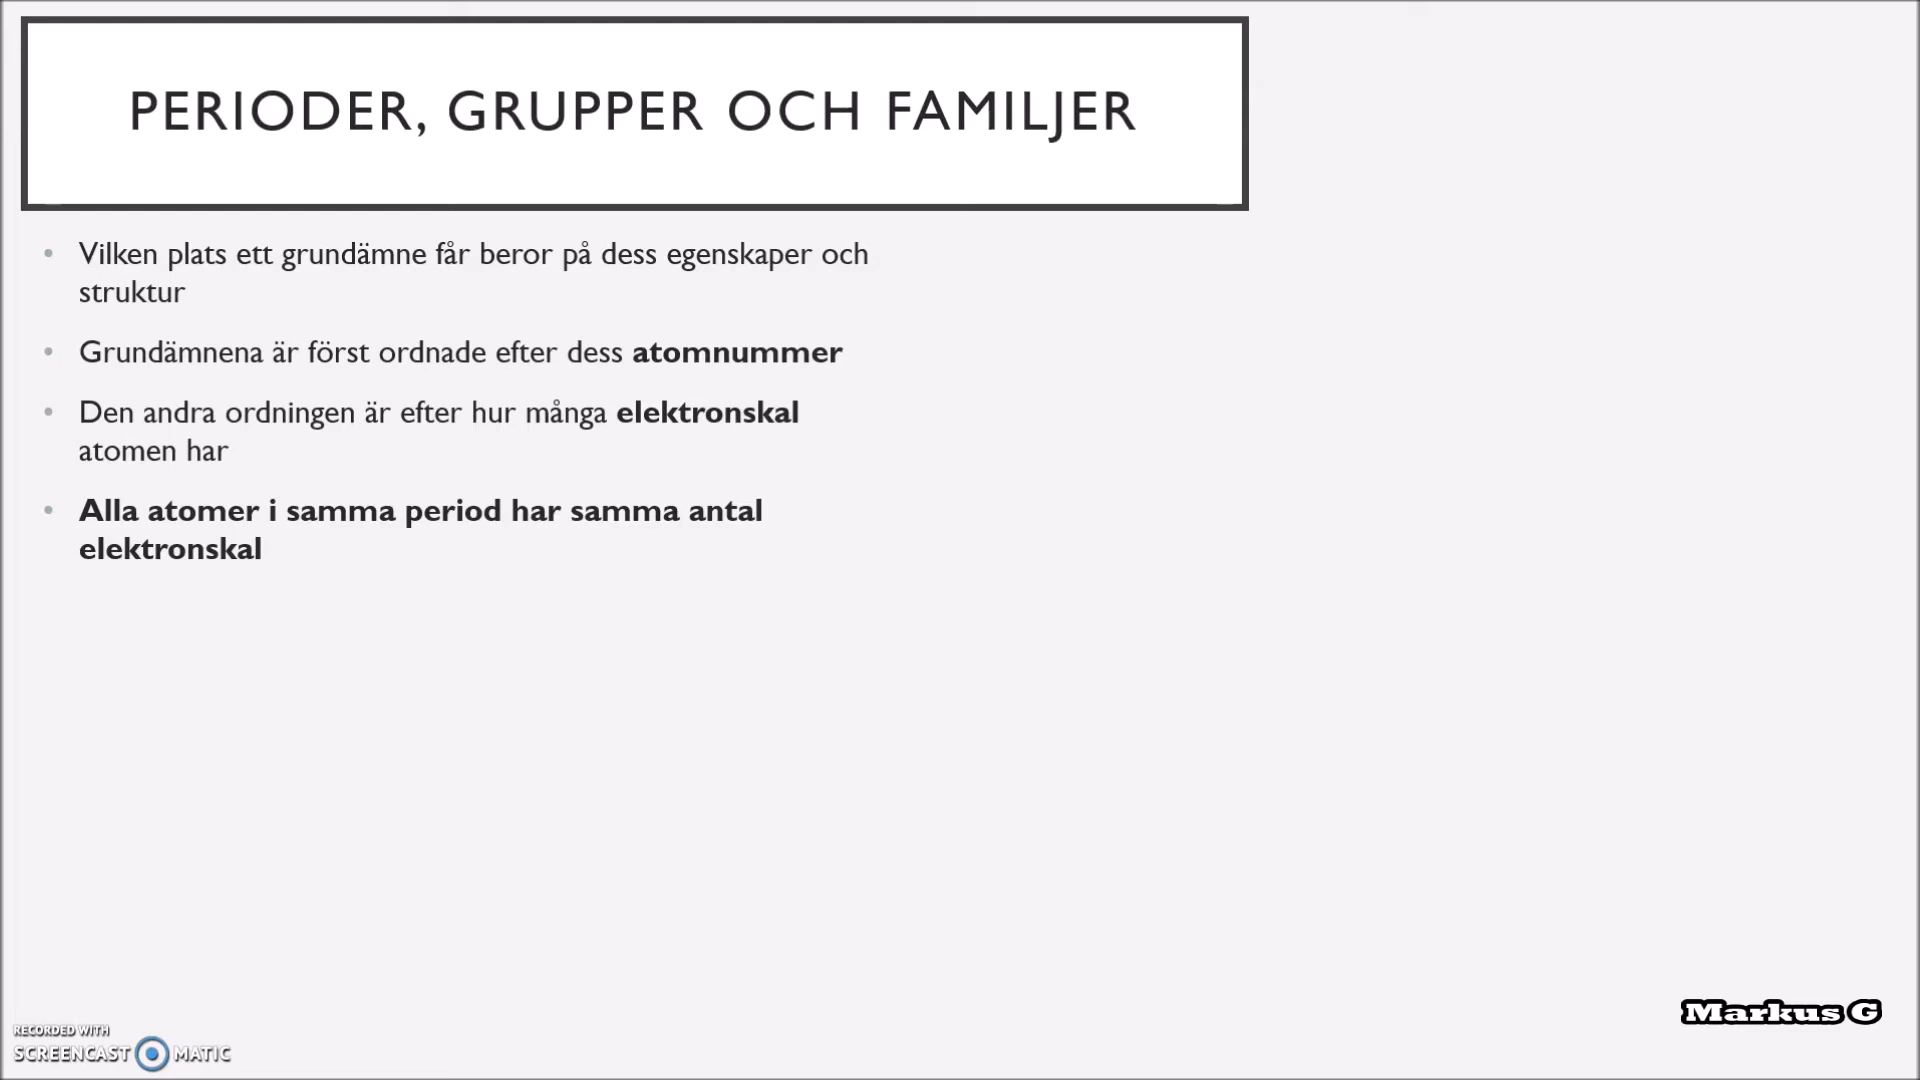 PERIODER, GRUPPER OCH FAMILJER
• Vilken plats ett grundämne får beror på dess egenskaper och
struktur
• Grundämnena är först ordnade efter dess atomnummer
• Den andra ordningen är efter hur många elektronskal
atomen har
• Alla atomer i samma period har samma antal
elektronskal
Markus G
RECORDED WITH
SCREENCAST MATIC